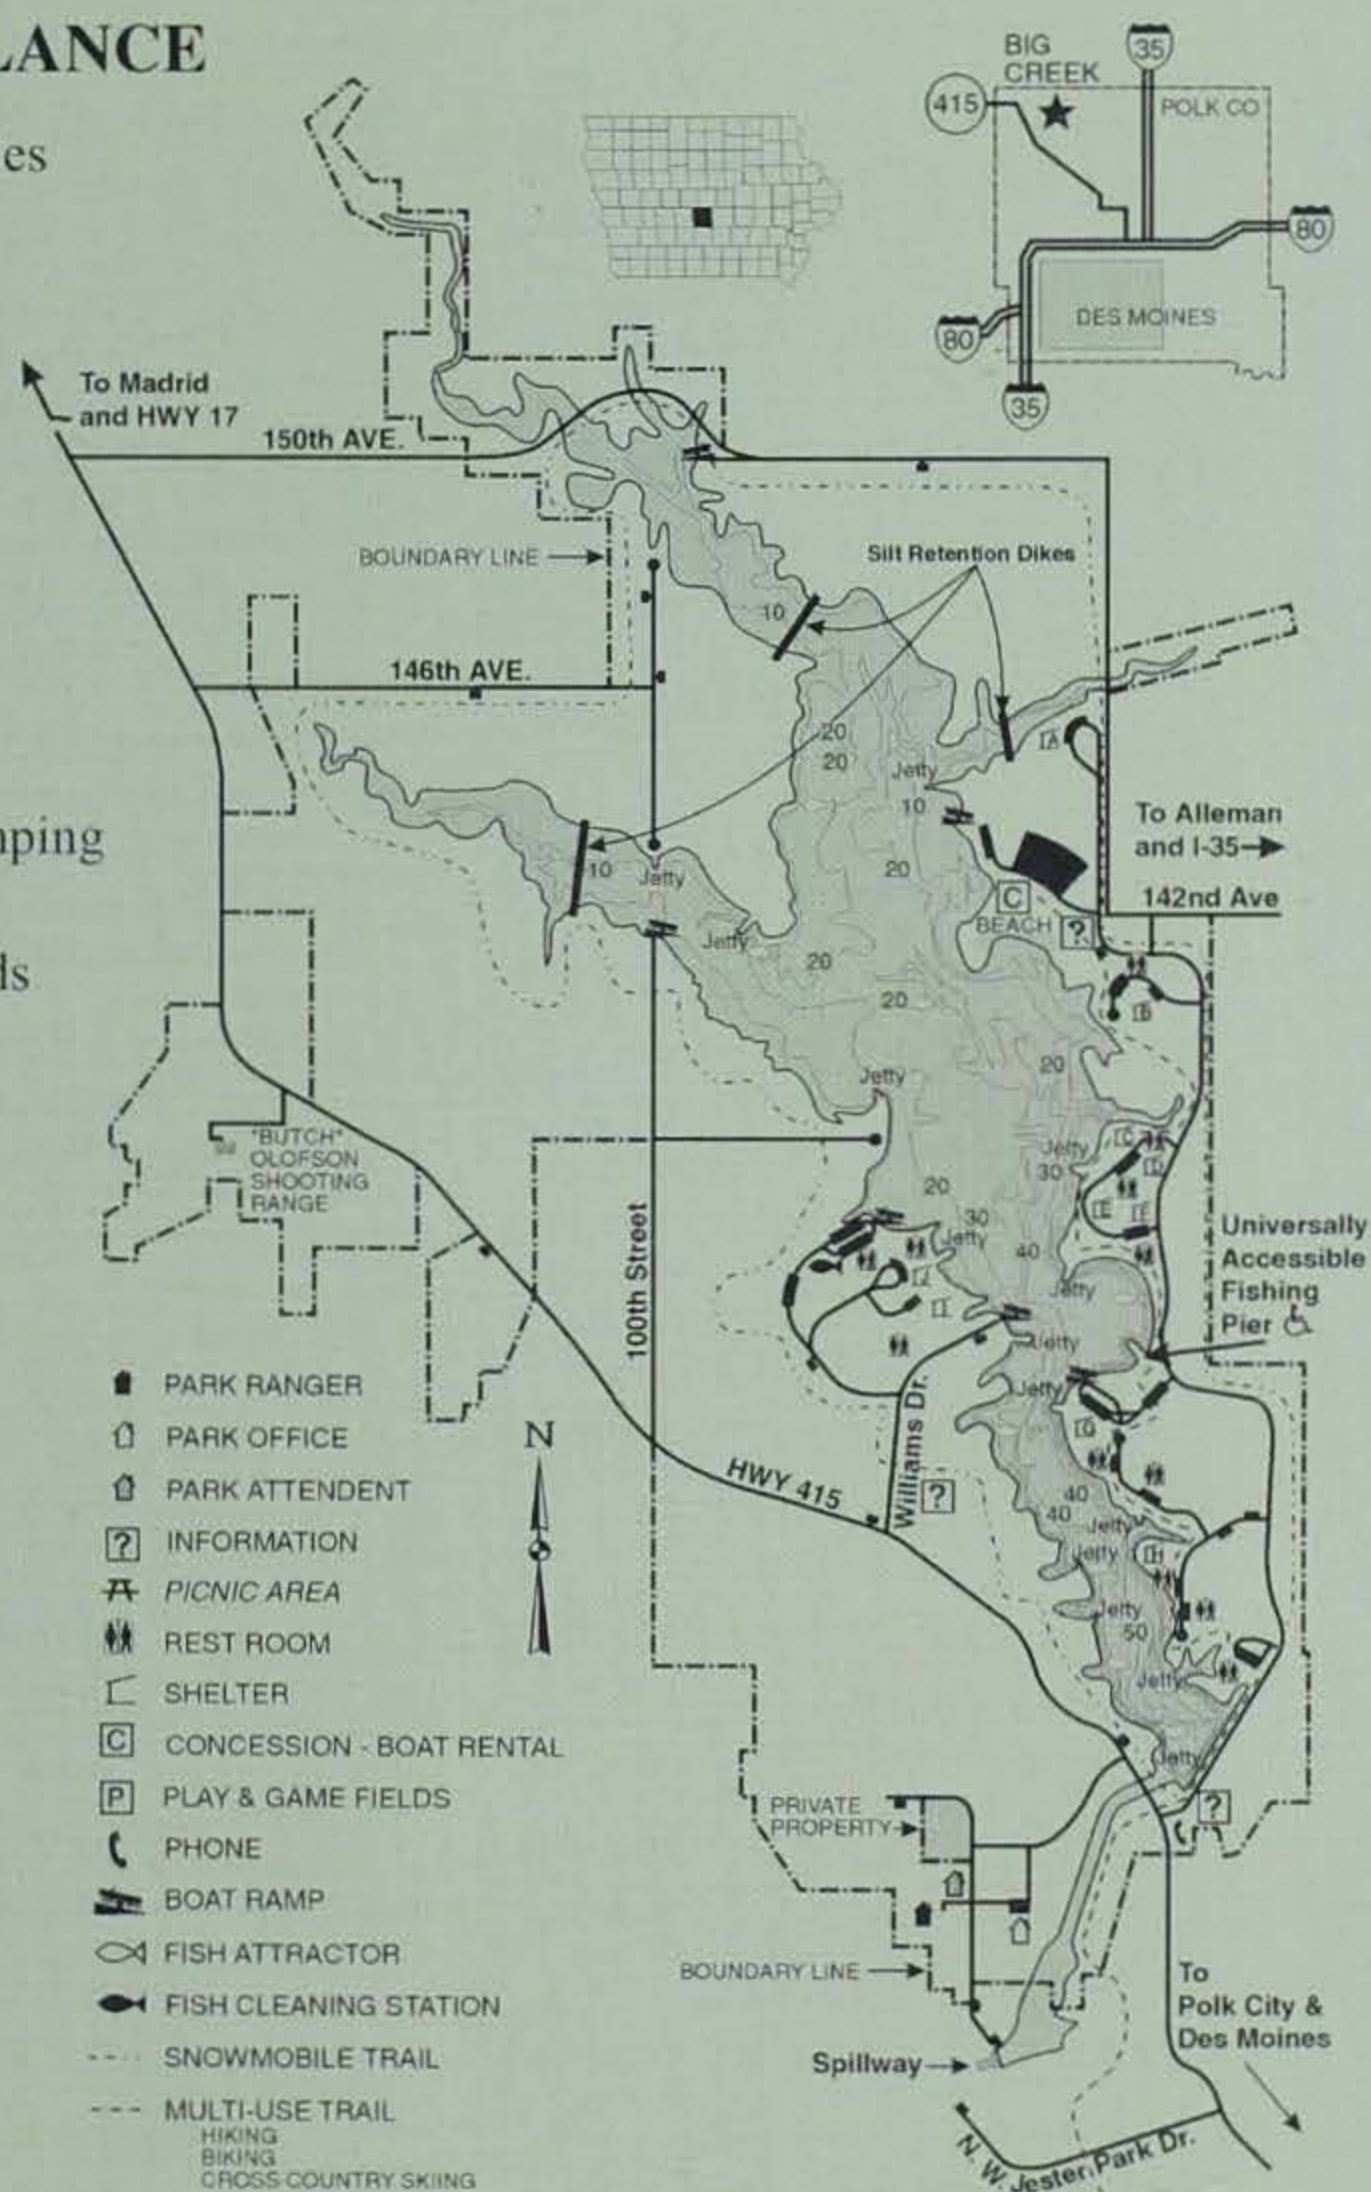 LANCE
es
nping
ds
BIG
CREEK
35
415
POLK CO
80
DES MOINES
80
35
To Madrid
and HWY 17
150th AVE.
BOUNDARY LINE
Silt Retention Dikes
10
146th AVE.
20
20
A
Jetty
10
To Alleman
and I-35
10
Jetty
20
142nd Ave
C
BEACH
?
Jetty
20
20
B
20
Jetty
"BUTCH"
OLOFSON
SHOOTING
RANGE
Jetty
C
30
D
20
E
F
30
Jetty
40
Universally
Accessible
Fishing
Pier
100th Street
J
I
Jetty
Jetty
Jetty
Williams Dr.
G
HWY 415
?
40
40
Jetty
Jetty
H
Jetty
50
Jetty
Jetty
?
PARK RANGER
PARK OFFICE
PARK ATTENDENT
? INFORMATION
PICNIC AREA
REST ROOM
SHELTER
C CONCESSION - BOAT RENTAL
P PLAY & GAME FIELDS
PHONE
BOAT RAMP
FISH ATTRACTOR
FISH CLEANING STATION
SNOWMOBILE TRAIL
MULTI-USE TRAIL
HIKING
BIKING
CROSS COUNTRY SKIING
N
PRIVATE
PROPERTY
BOUNDARY LINE
Spillway
To
Polk City &
Des Moines
N. W. Jester Park Dr.